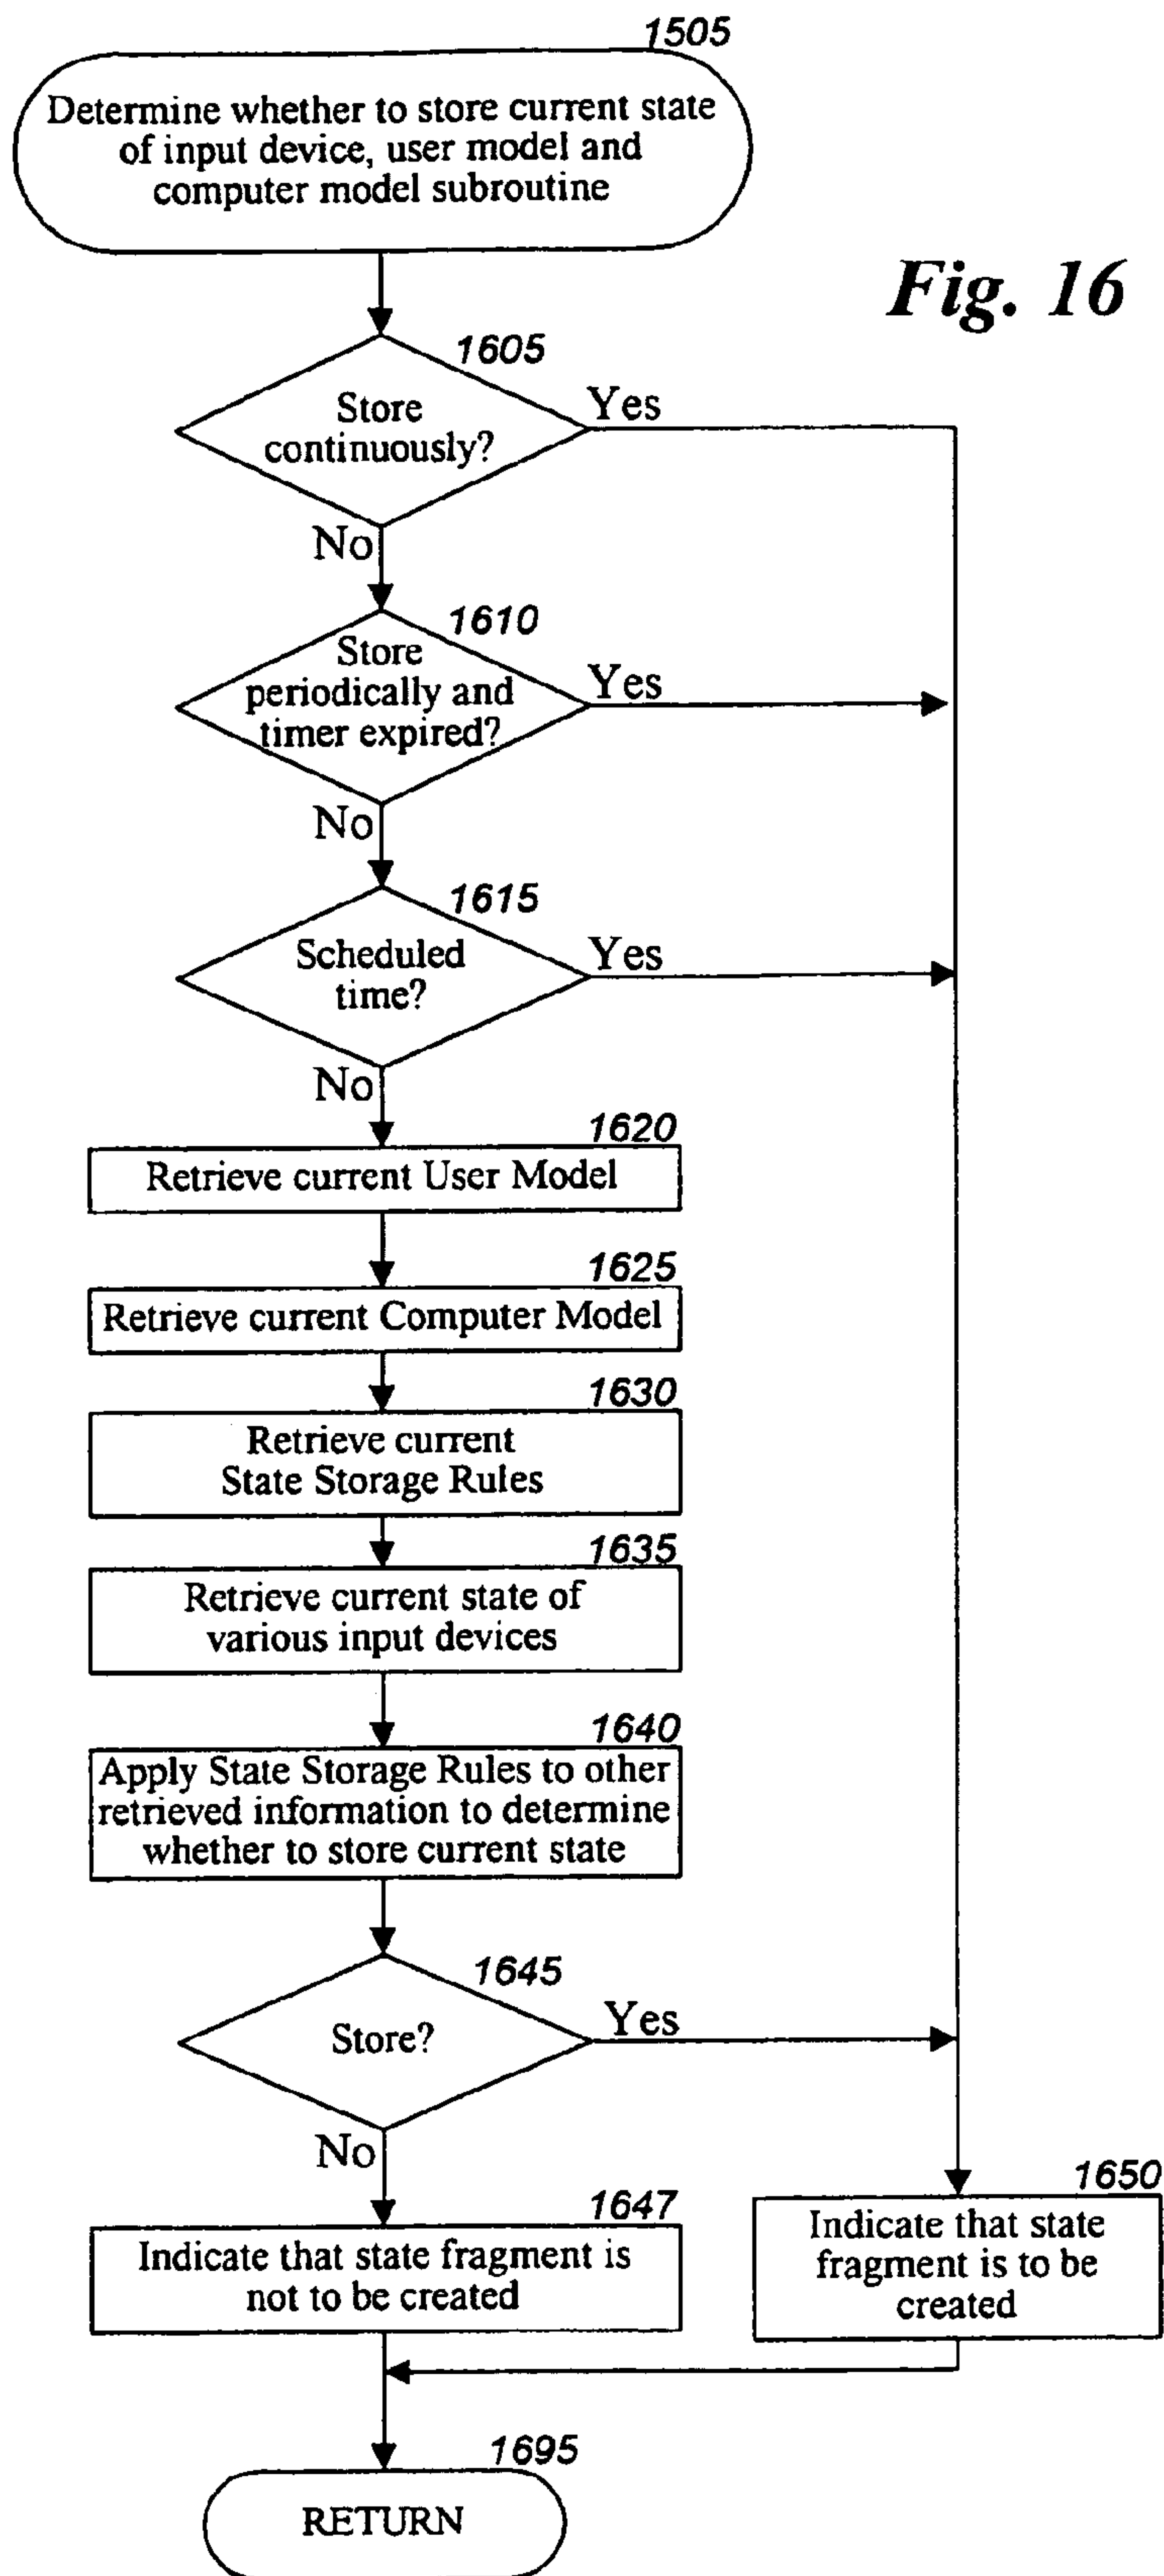 1505
Determine whether to store current state
of input device, user model and
computer model subroutine
Fig. 16
1605
Store
continuously?
Yes
No
1610
Store
periodically and
timer expired?
Yes
No
1615
Scheduled
time?
Yes
No
1620
Retrieve current User Model
1625
Retrieve current Computer Model
1630
Retrieve current
State Storage Rules
1635
Retrieve current state of
various input devices
1640
Apply State Storage Rules to other
retrieved information to determine
whether to store current state
1645
Store?
Yes
No
1647
Indicate that state fragment is
not to be created
1650
Indicate that state
fragment is to be
created
1695
RETURN